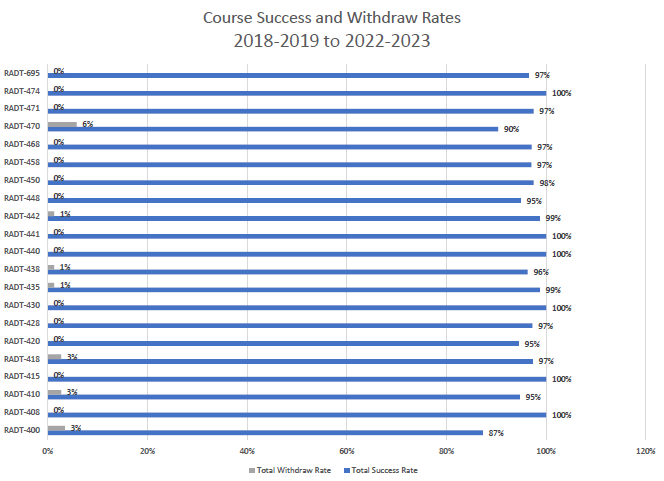 Course Success and Withdraw Rates
2018-2019 to 2022-2023
RADT-695 0% 97%
RADT-474 0% 100%
RADT-471 0% 97%
RADT-470 6% 90%
RADT-468 0% 97%
RADT-458 0% 97%
RADT-450 0% 98%
RADT-448 0% 95%
RADT-442 1% 99%
RADT-441 0% 100%
RADT-440 0% 100%
RADT-438 1% 96%
RADT-435 1% 99%
RADT-430 0% 100%
RADT-428 0% 97%
RADT-420 0% 95%
RADT-418 3% 97%
RADT-415 0% 100%
RADT-410 3% 95%
RADT-408 0% 100%
RADT-400 3% 87%
0% 20% 40% 60% 80% 100% 120%
Total Withdraw Rate Total Success Rate